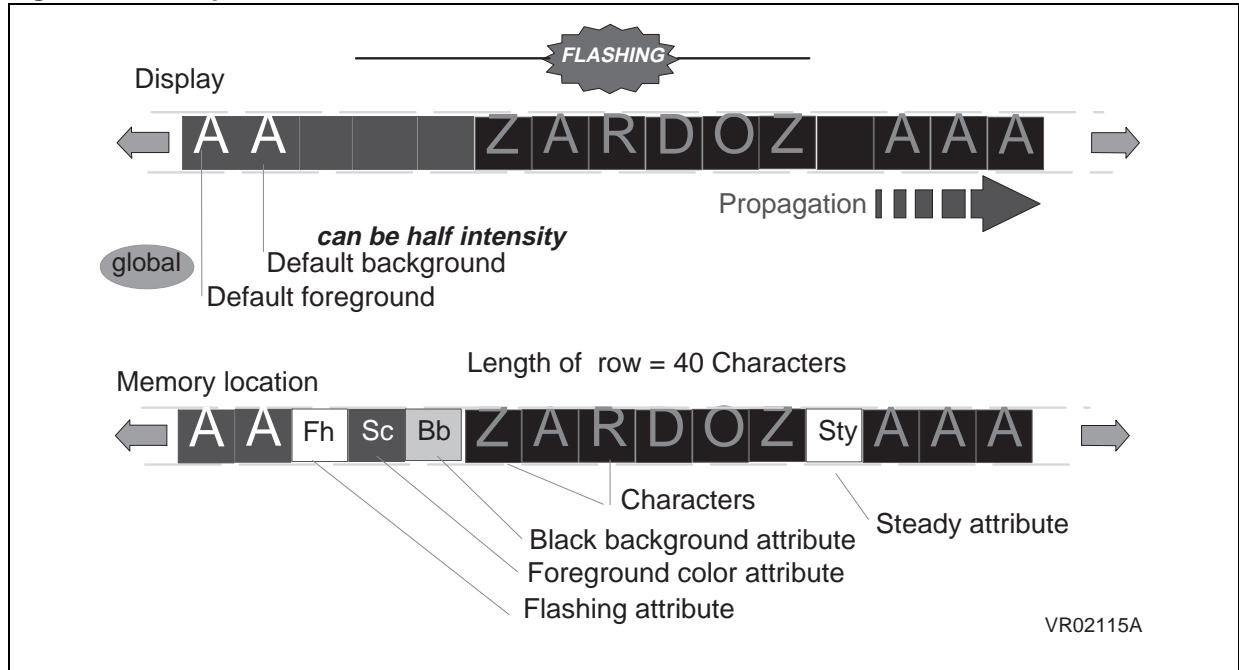 FLASHING
Display
A A Z A R D O Z A A A
Propagation
can be half intensity
global
Default background
Default foreground
Length of row = 40 Characters
Memory location
A A Fh Sc Bb Z A R D O Z Sty A A A
Characters
Steady attribute
Black background attribute
Foreground color attribute
Flashing attribute
VR02115A